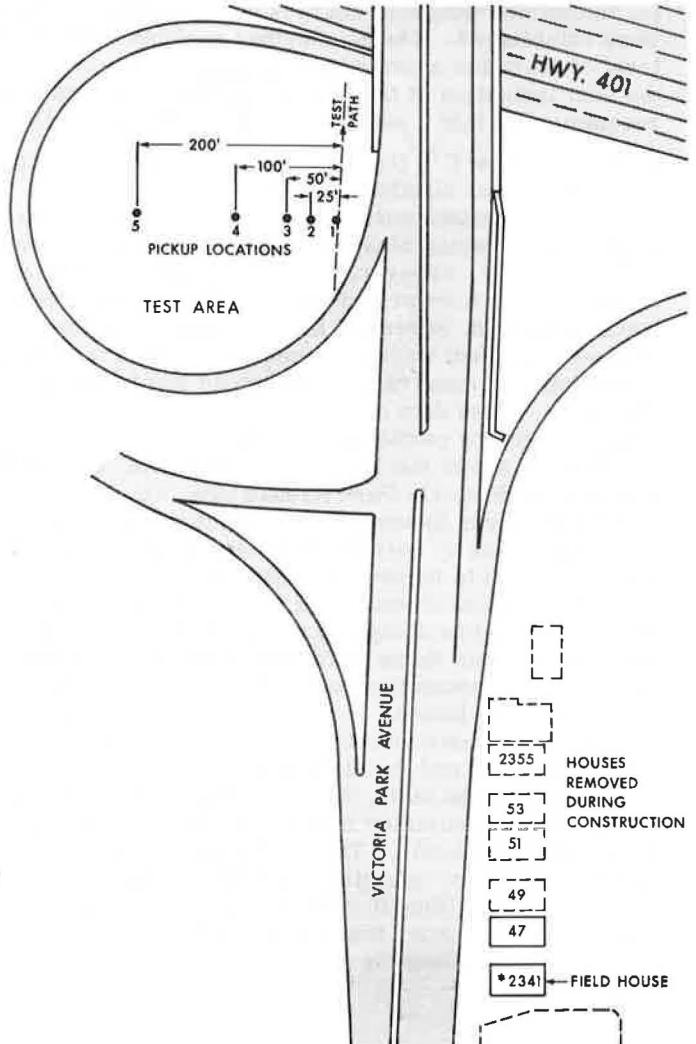 HWY. 401
TEST
PATH
200'
100'
50'
25'
5
4
3
2
1
PICKUP LOCATIONS
TEST AREA
VICTORIA PARK AVENUE
2355
HOUSES
REMOVED
DURING
CONSTRUCTION
53
51
49
47
*2341
FIELD HOUSE